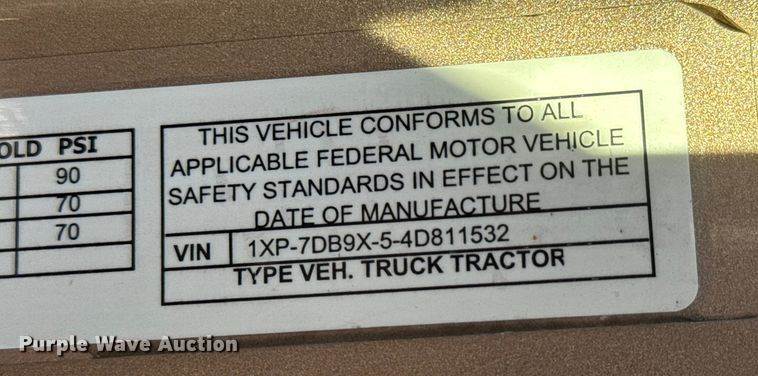 OLD PSI
90
70
70
THIS VEHICLE CONFORMS TO ALL
APPLICABLE FEDERAL MOTOR VEHICLE
SAFETY STANDARDS IN EFFECT ON THE
DATE OF MANUFACTURE
VIN 1XP-7DB9X-5-4D811532
TYPE VEH. TRUCK TRACTOR
Purple Wave Auction